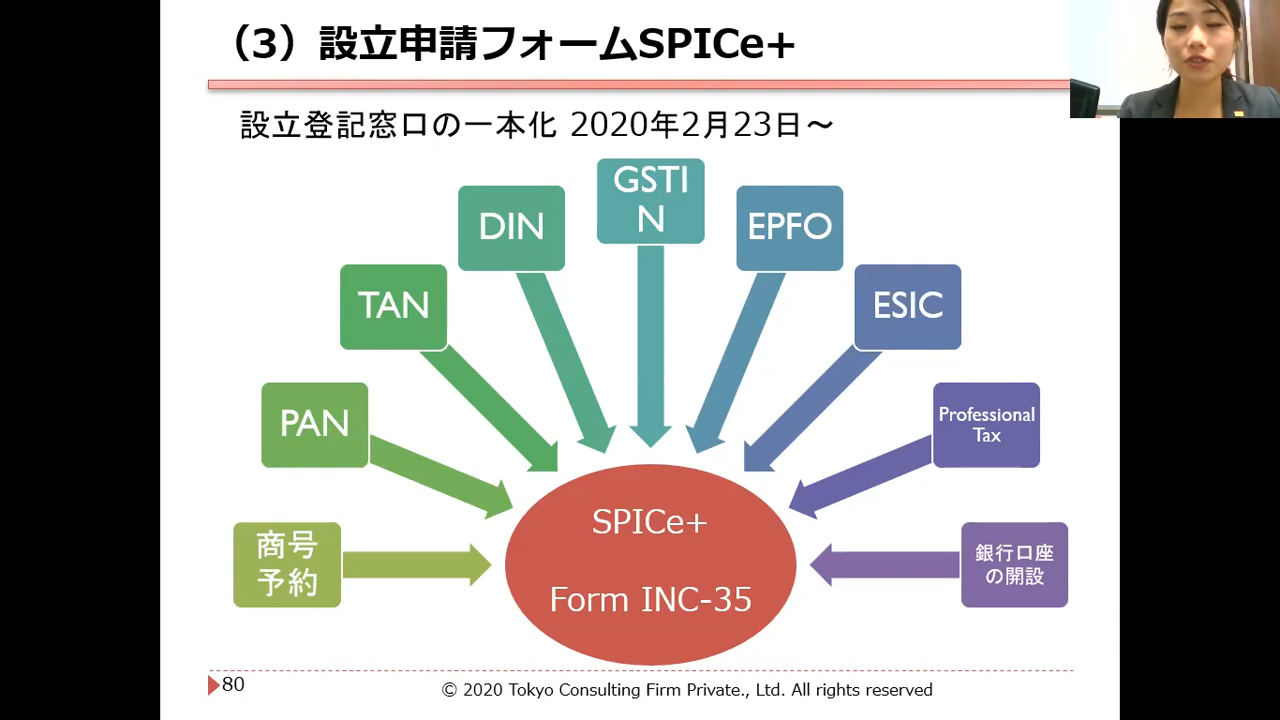 （3）設立申請フォームSPICe+
設立登記窓口の一本化 2020年2月23日～
GSTI
N
DIN
EPFO
TAN
ESIC
PAN
Professional
Tax
商号
予約
銀行口座
の開設
SPICe+
Form INC-35
80
© 2020 Tokyo Consulting Firm Private., Ltd. All rights reserved